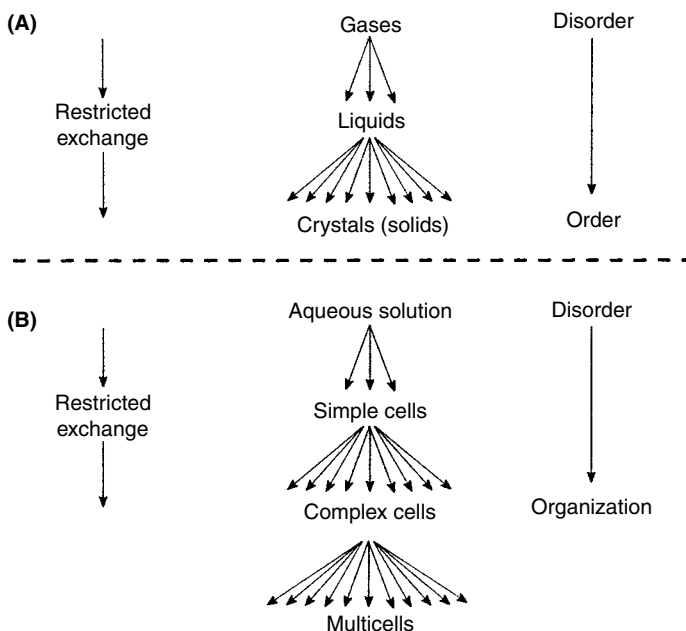 (A)
Gases
Disorder
Restricted
exchange
Liquids
Crystals (solids)
Order
(B)
Aqueous solution
Disorder
Restricted
exchange
Simple cells
Complex cells
Organization
Multicells